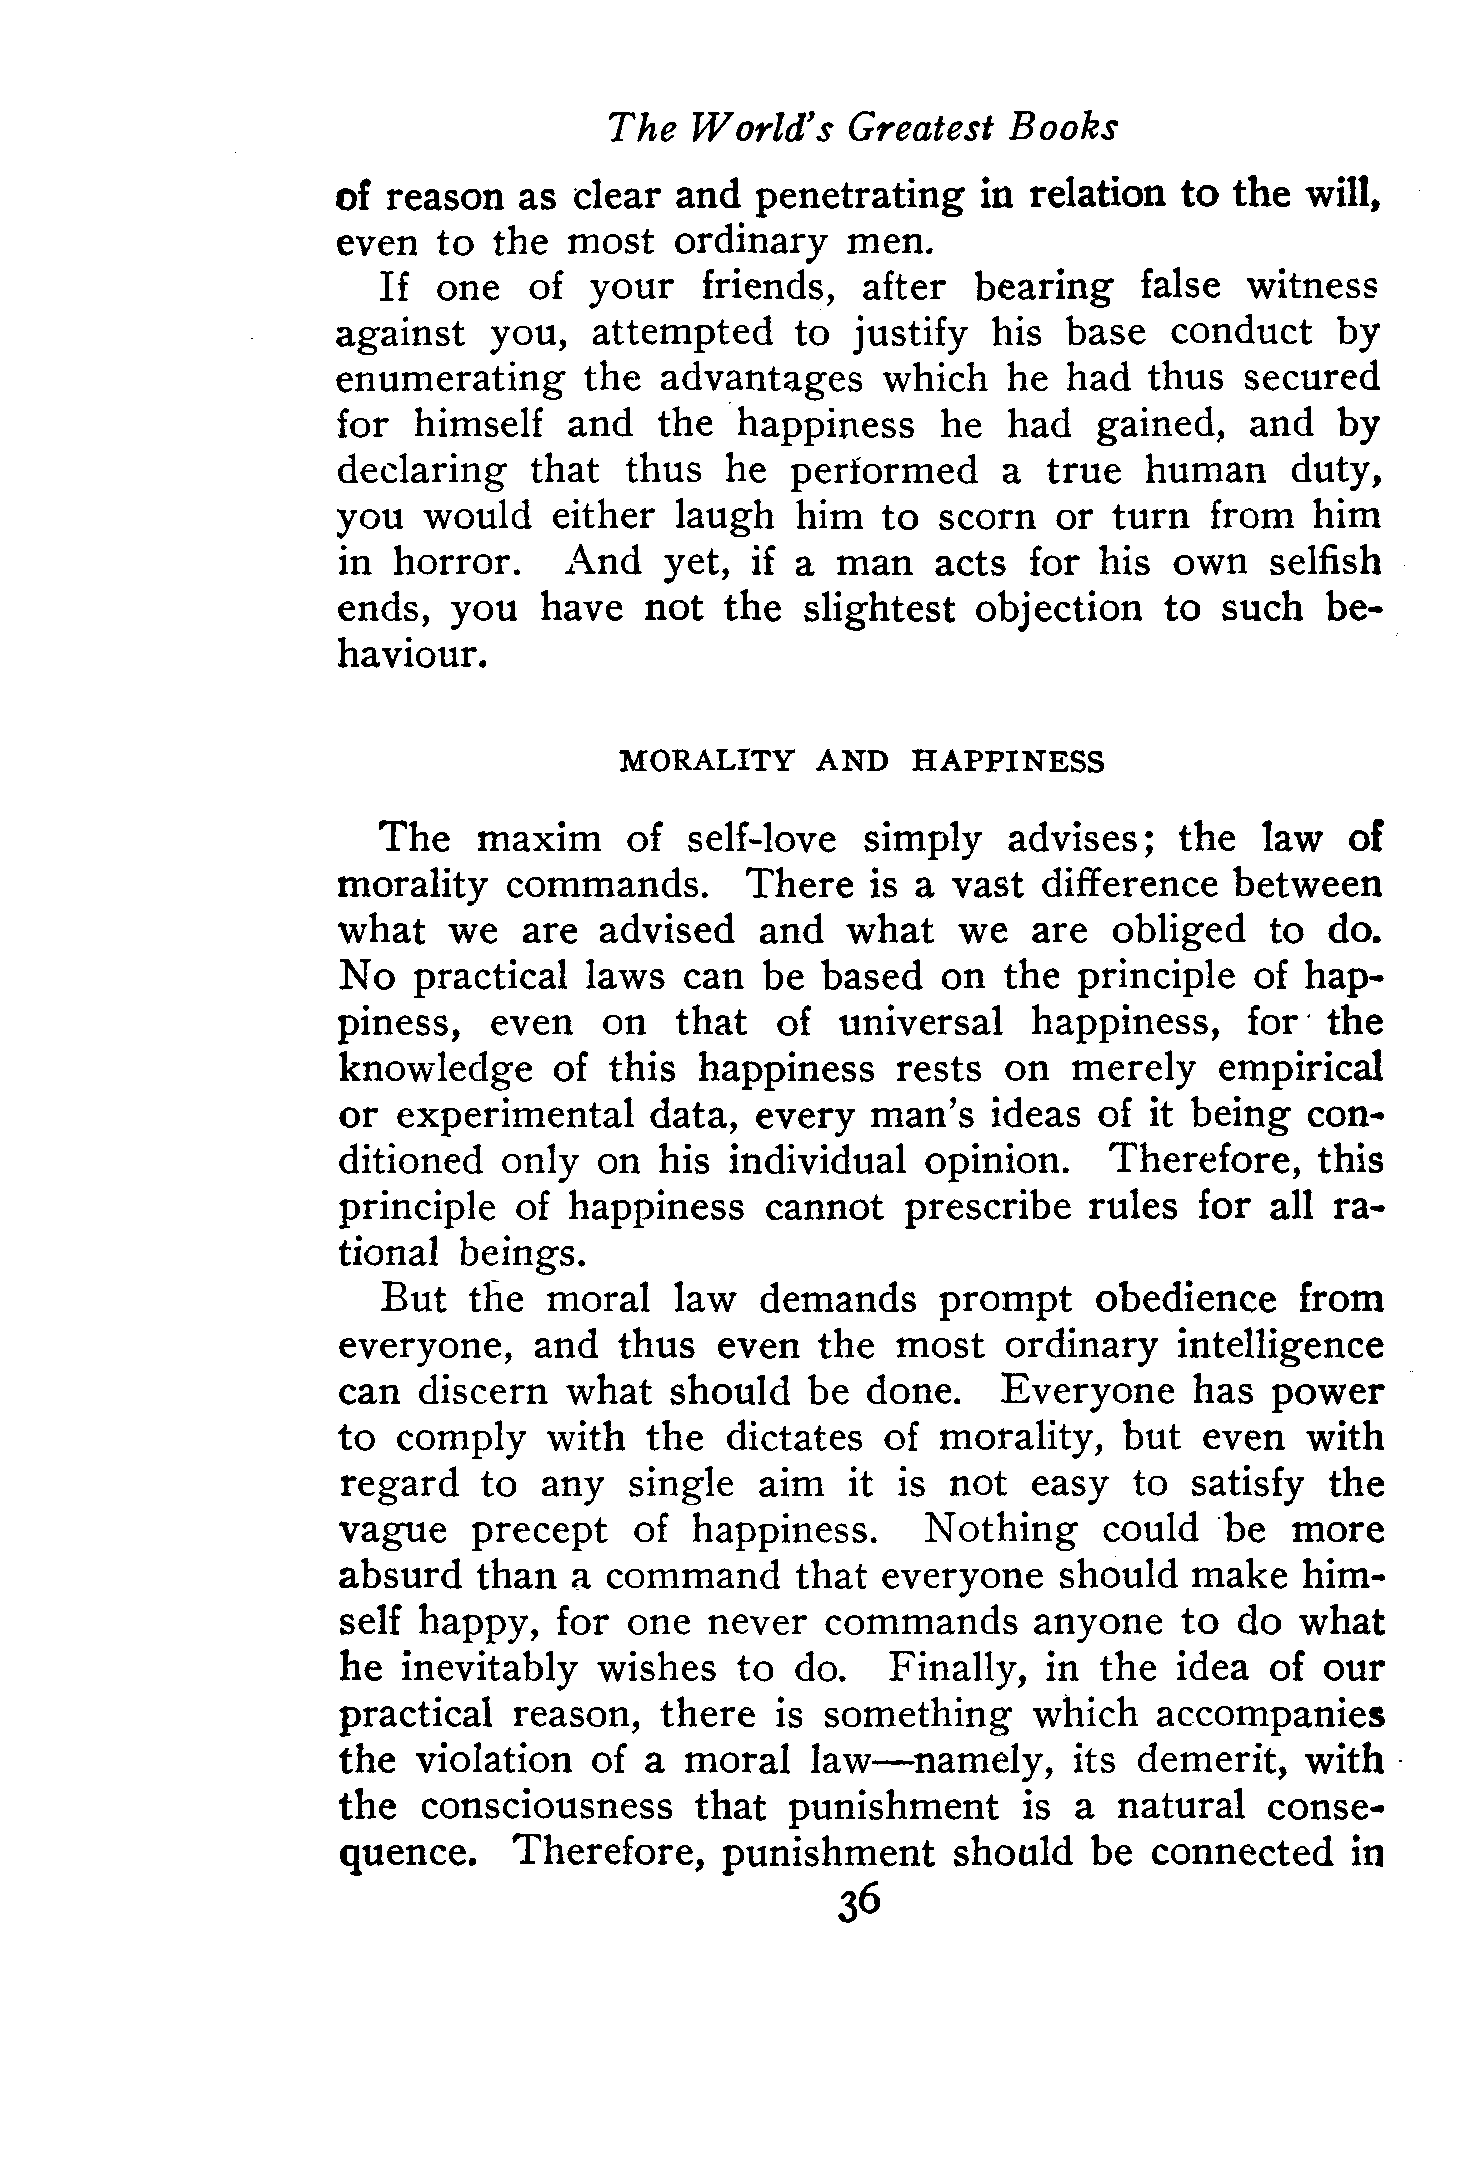 The World's Greatest Books
of reason as clear and penetrating in relation to the will,
even to the most ordinary men.
If one of your friends, after bearing false witness
against you, attempted to justify his base conduct by
enumerating the advantages which he had thus secured
for himself and the happiness he had gained, and by
declaring that thus he performed a true human duty,
you would either laugh him to scorn or turn from him
in horror. And yet, if a man acts for his own selfish
ends, you have not the slightest objection to such be-
haviour.
MORALITY AND HAPPINESS
The maxim of self-love simply advises; the law of
morality commands. There is a vast difference between
what we are advised and what we are obliged to do.
No practical laws can be based on the principle of hap-
piness, even on that of universal happiness, for the
knowledge of this happiness rests on merely empirical
or experimental data, every man's ideas of it being con-
ditioned only on his individual opinion. Therefore, this
principle of happiness cannot prescribe rules for all ra-
tional beings.
But the moral law demands prompt obedience from
everyone, and thus even the most ordinary intelligence
can discern what should be done. Everyone has power
to comply with the dictates of morality, but even with
regard to any single aim it is not easy to satisfy the
vague precept of happiness. Nothing could be more
absurd than a command that everyone should make him-
self happy, for one never commands anyone to do what
he inevitably wishes to do. Finally, in the idea of our
practical reason, there is something which accompanies
the violation of a moral law—namely, its demerit, with
the consciousness that punishment is a natural conse-
quence. Therefore, punishment should be connected in
36